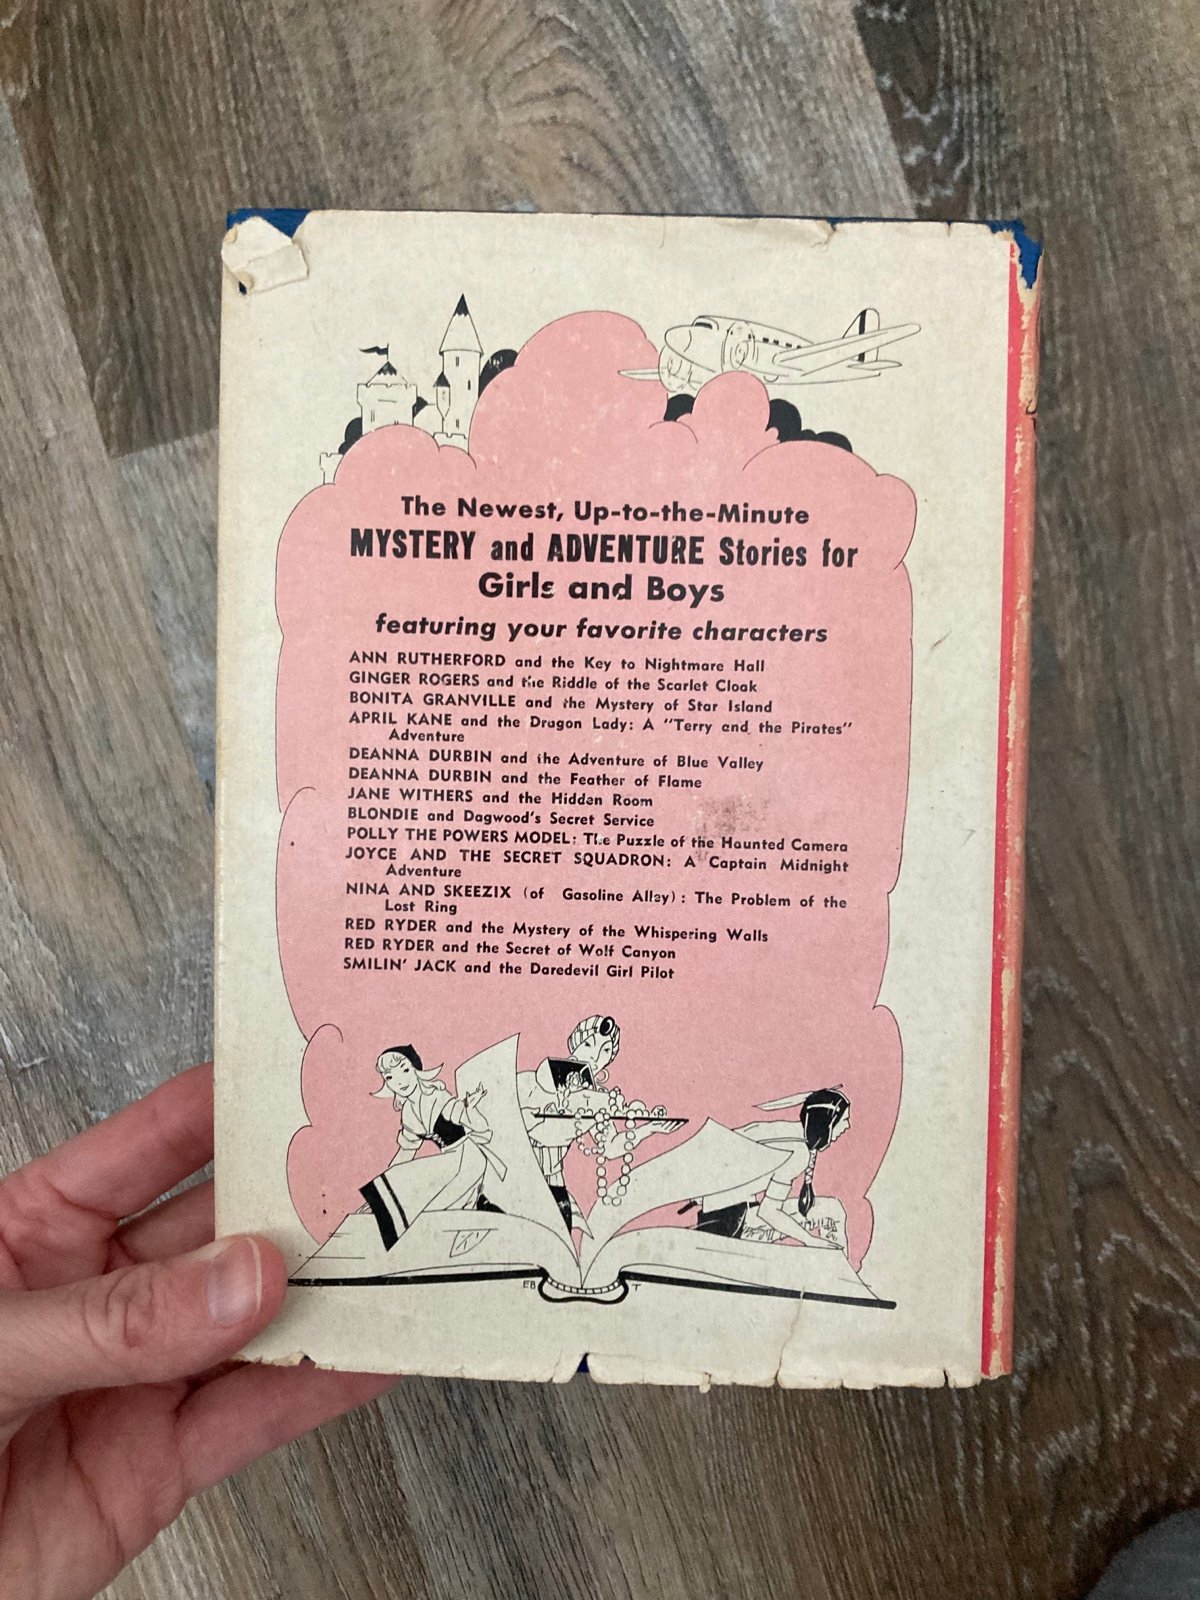 The Newest, Up-to-the-Minute
MYSTERY and ADVENTURE Stories for
Girls and Boys
featuring your favorite characters
ANN RUTHERFORD and the Key to Nightmare Hall
GINGER ROGERS and the Riddle of the Scarlet Cloak
BONITA GRANVILLE and the Mystery of Star Island
APRIL KANE and the Dragon Lady: A "Terry and the Pirates"
Adventure
DEANNA DURBIN and the Adventure of Blue Valley
DEANNA DURBIN and the Feather of Flame
JANE WITHERS and the Hidden Room
BLONDIE and Dagwood's Secret Service
POLLY THE POWERS MODEL: The Puzzle of the Haunted Camera
JOYCE AND THE SECRET SQUADRON: A Captain Midnight
Adventure
NINA AND SKEEZIX (of Gasoline Alley): The Problem of the
Lost Ring
RED RYDER and the Mystery of the Whispering Walls
RED RYDER and the Secret of Wolf Canyon
SMILIN' JACK and the Daredevil Girl Pilot
EB T